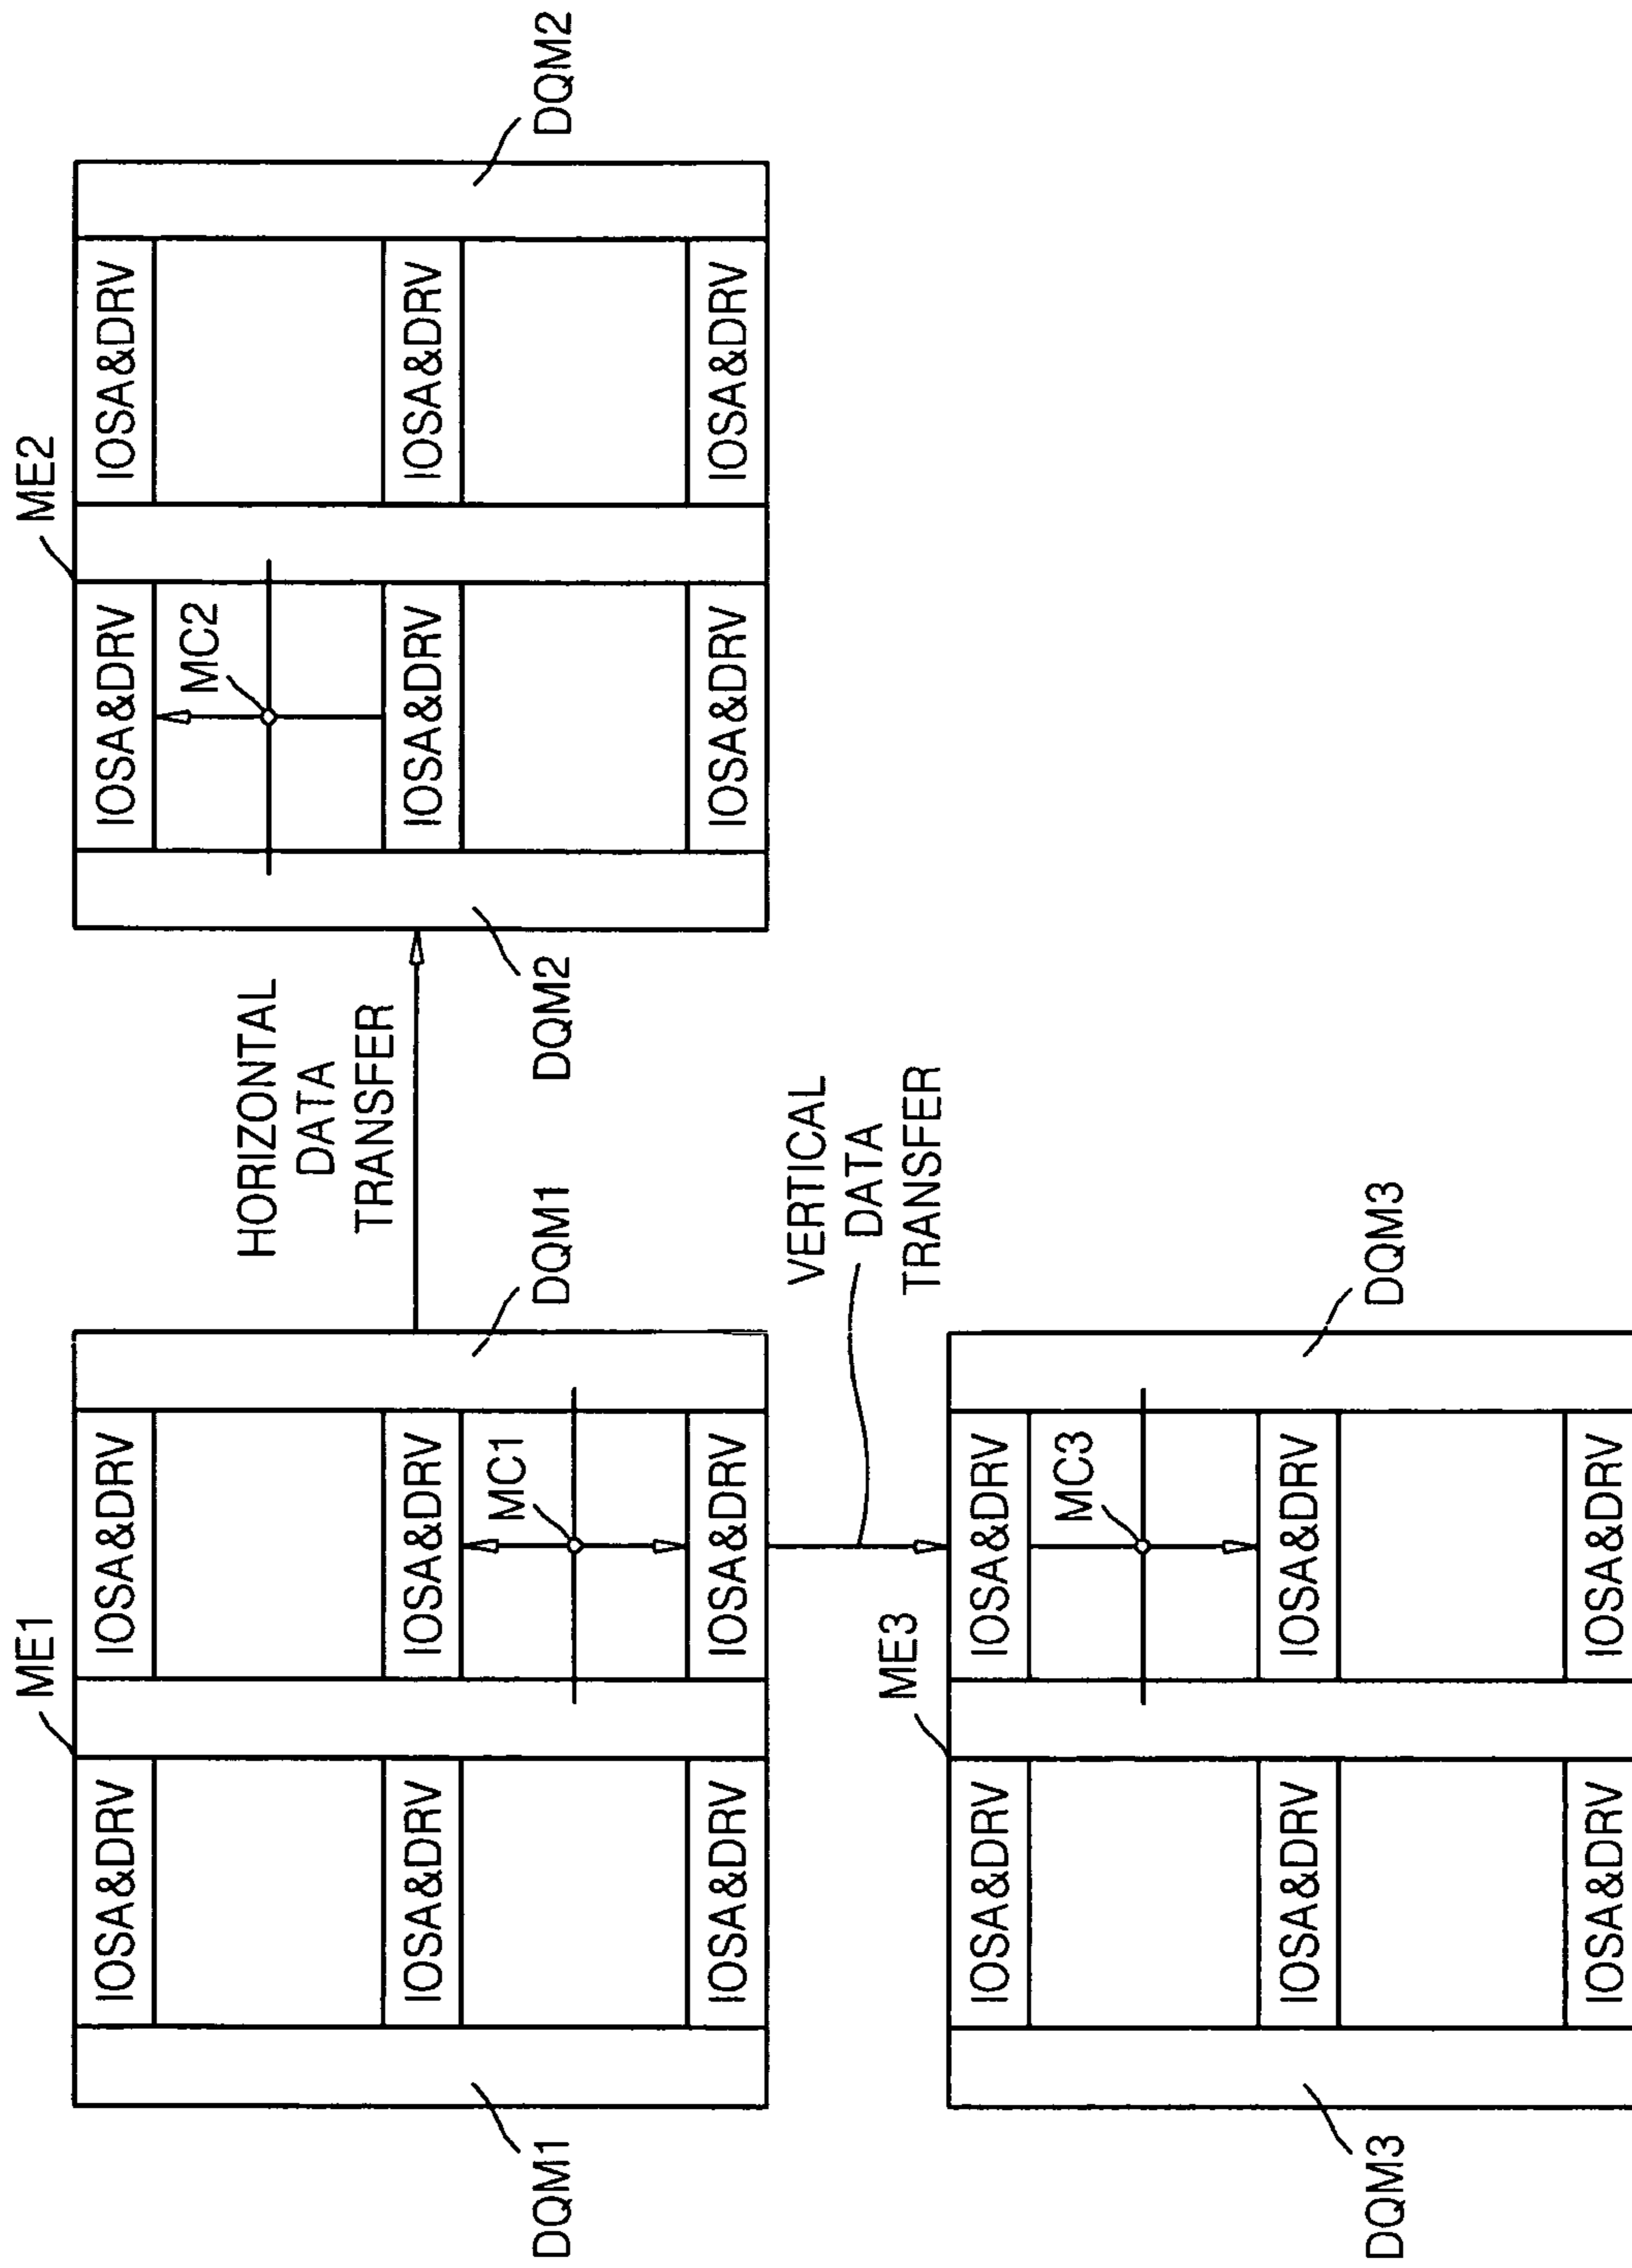 ME1
ME2
IOSA&DRV
IOSA&DRV
IOSA&DRV
IOSA&DRV
MC2
HORIZONTAL
DATA
TRANSFER
IOSA&DRV
IOSA&DRV
IOSA&DRV
IOSA&DRV
MC1
DQM1
DQM1
DQM2
DQM2
IOSA&DRV
IOSA&DRV
IOSA&DRV
IOSA&DRV
VERTICAL
DATA
TRANSFER
ME3
IOSA&DRV
IOSA&DRV
MC3
IOSA&DRV
IOSA&DRV
DQM3
DQM3
IOSA&DRV
IOSA&DRV